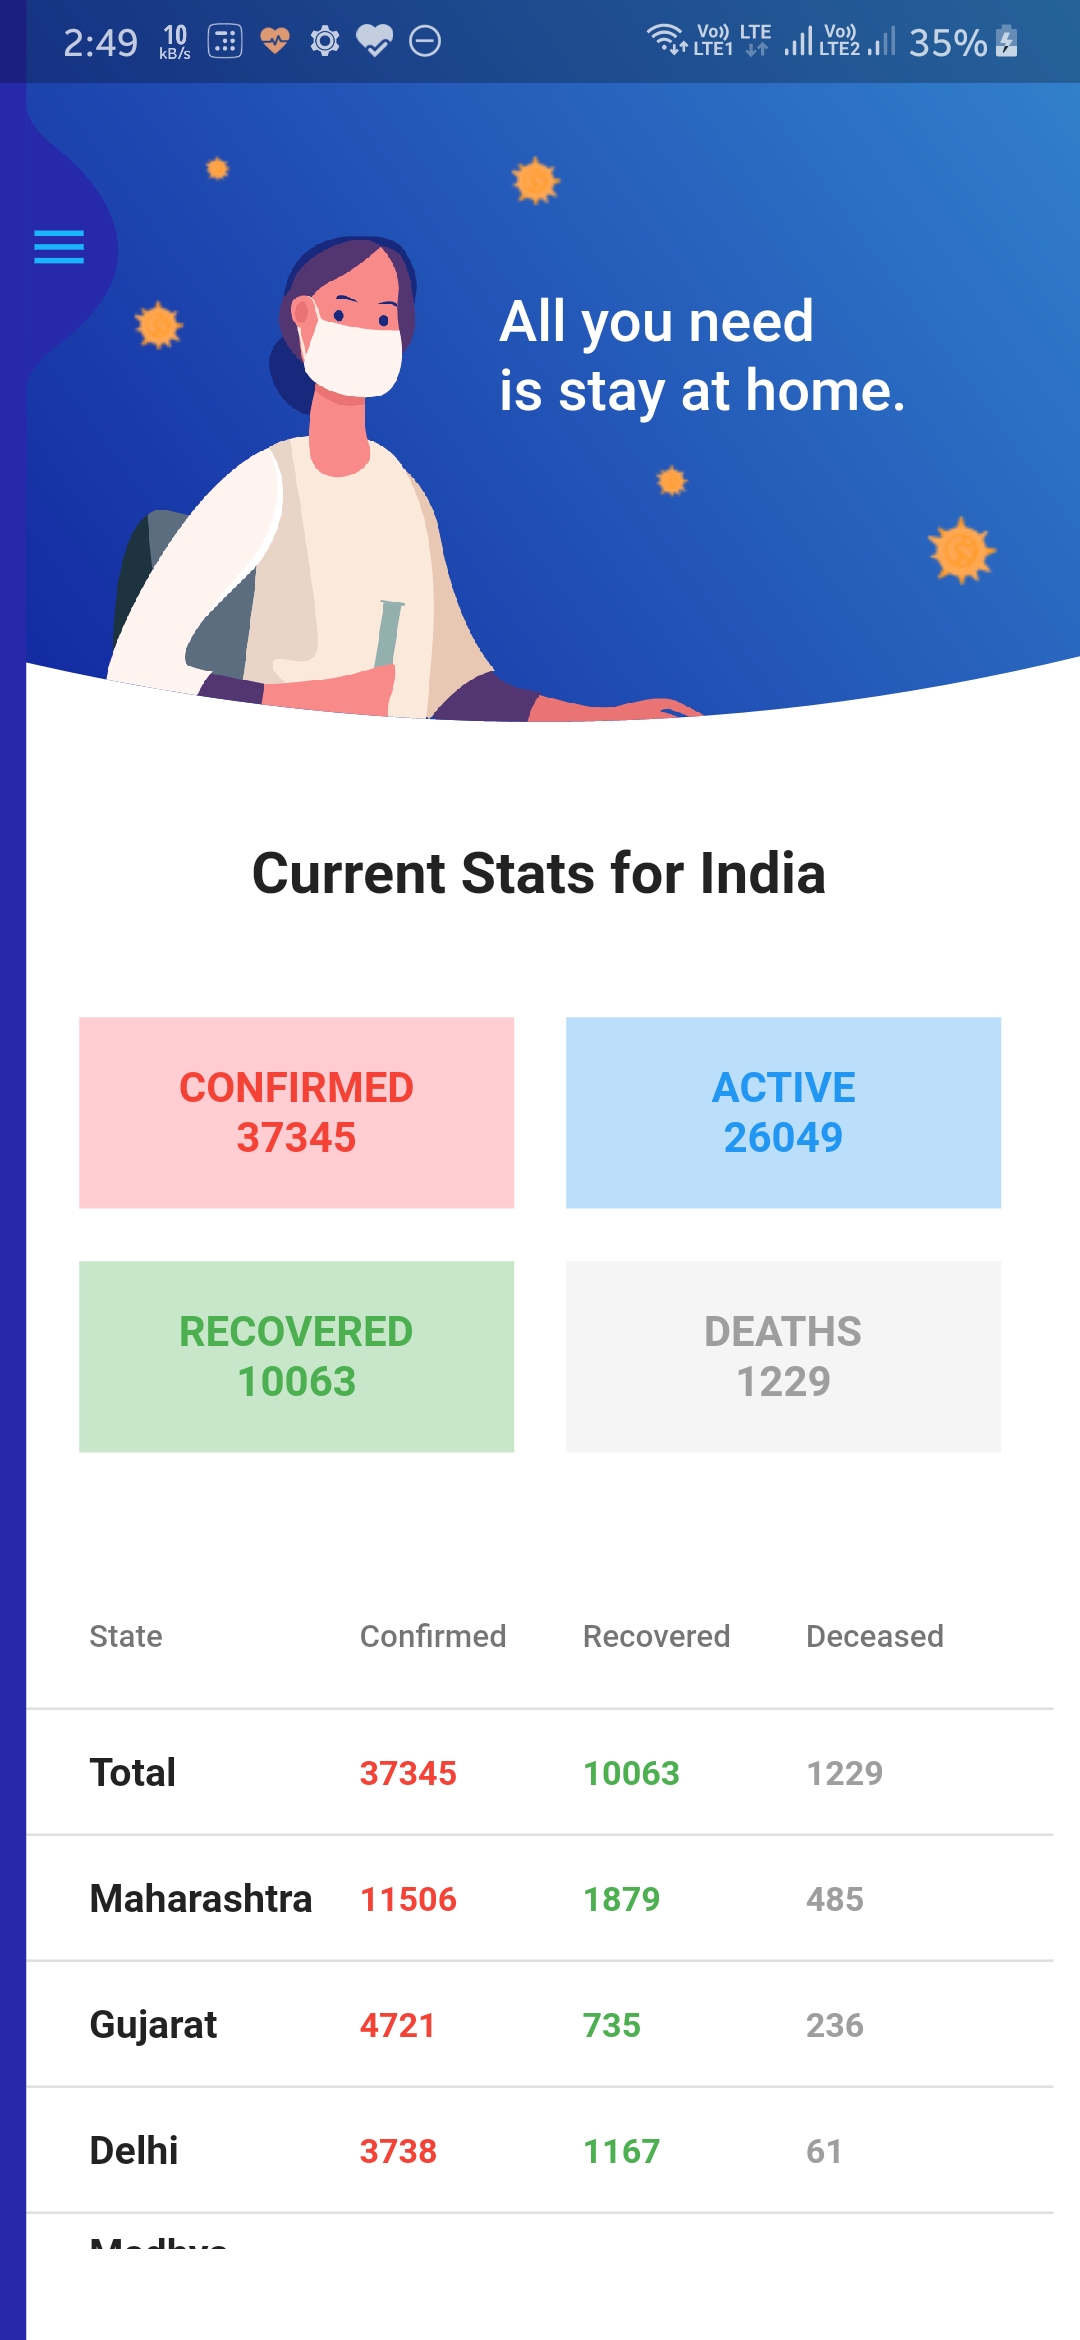 2:49 10 kB/s Vo)) LTE1 LTE Vo)) LTE2 35%
All you need
is stay at home.
Current Stats for India
CONFIRMED
37345
ACTIVE
26049
RECOVERED
10063
DEATHS
1229
State Confirmed Recovered Deceased
Total 37345 10063 1229
Maharashtra 11506 1879 485
Gujarat 4721 735 236
Delhi 3738 1167 61